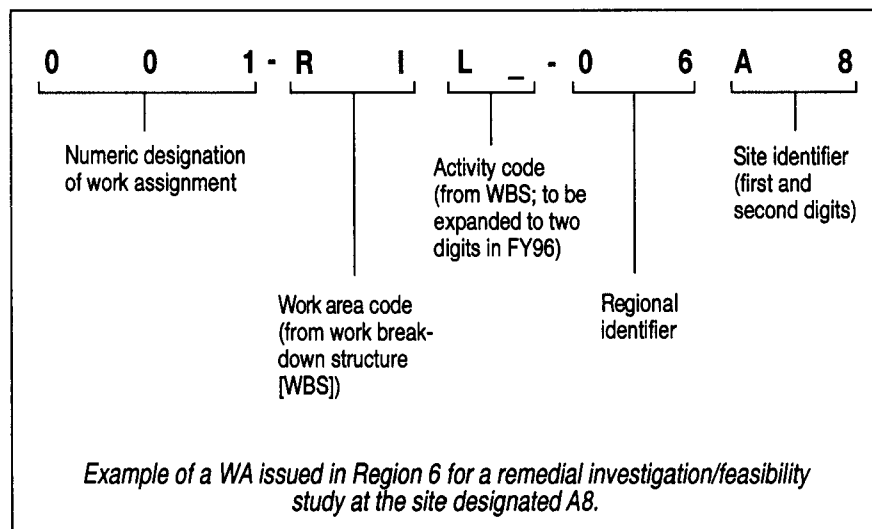 0 0 1 - R I L _ - 0 6 A 8
Numeric designation
of work assignment
Activity code
(from WBS; to be
expanded to two
digits in FY96)
Site identifier
(first and
second digits)
Work area code
(from work break-
down structure
[WBS])
Regional
identifier
Example of a WA issued in Region 6 for a remedial investigation/feasibility
study at the site designated A8.